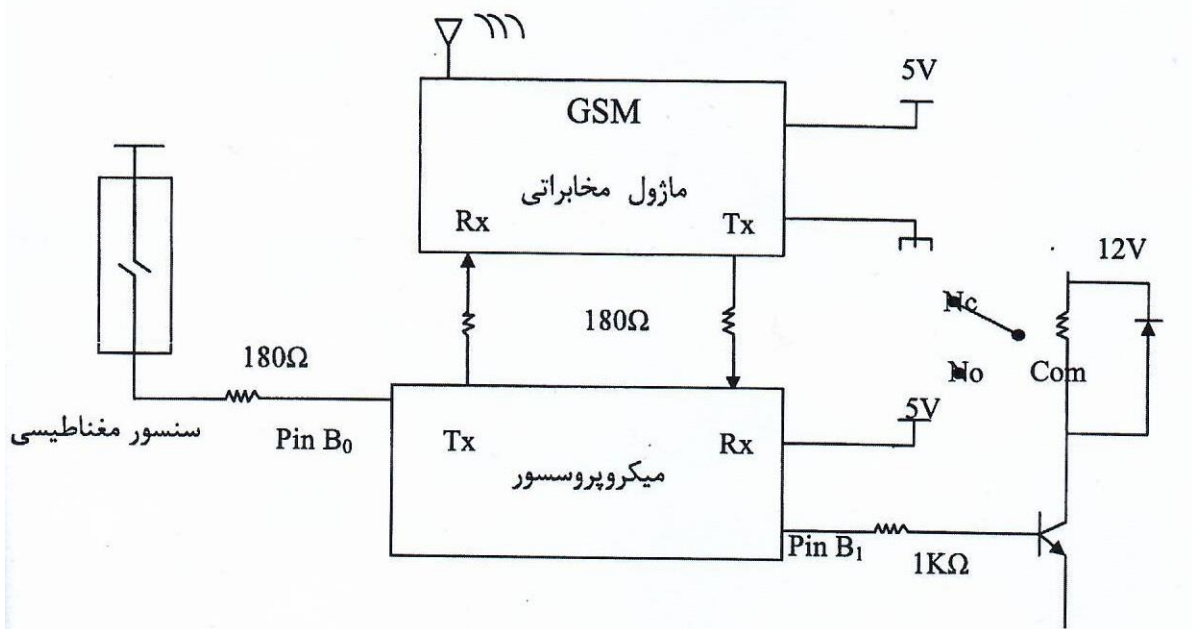 5V
GSM
ماژول مخابراتی
Rx
Tx
12V
Nc
180Ω
180Ω
No
Com
5V
سنسور مغناطیسی
Pin B₀
Tx
Rx
میکروپروسسور
Pin B₁
1KΩ